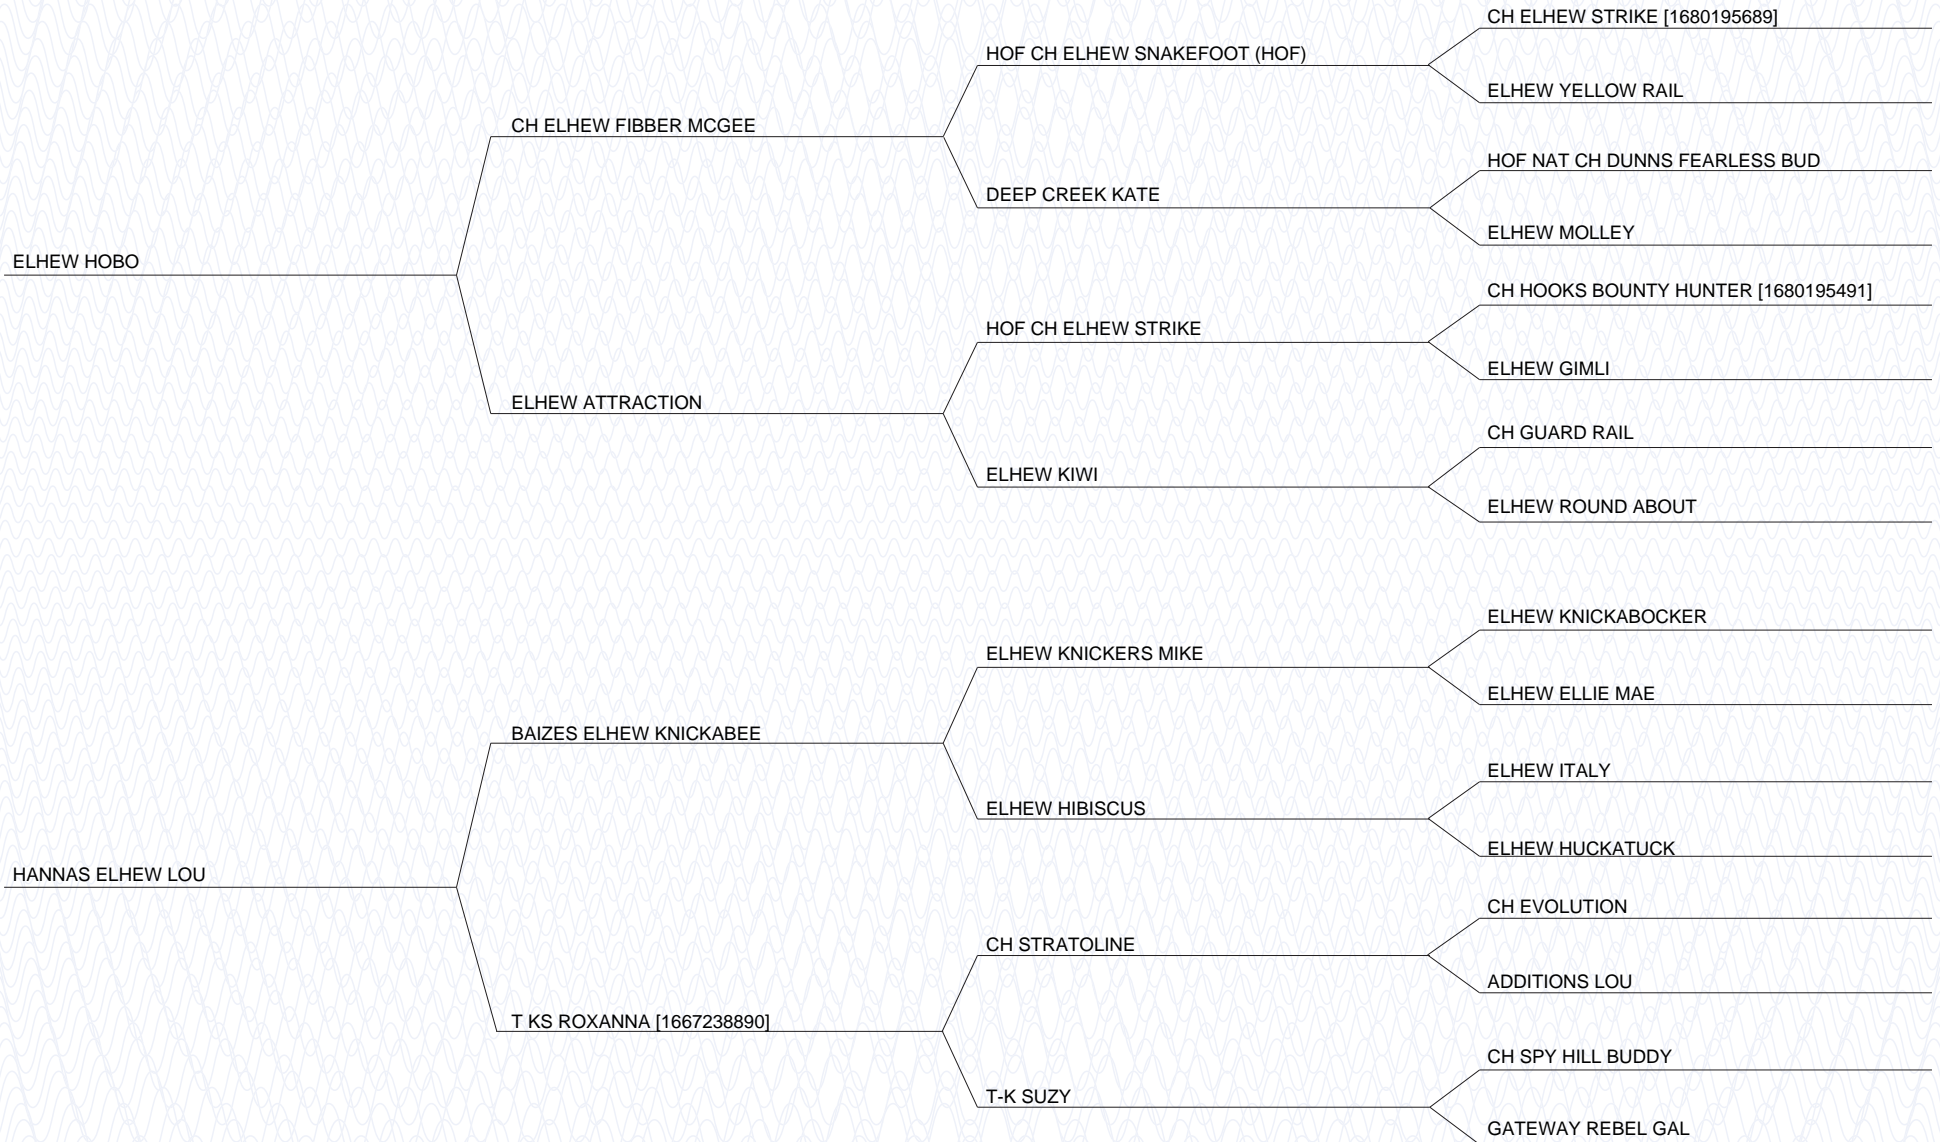 ELHEW HOBO
CH ELHEW FIBBER MCGEE
HOF CH ELHEW SNAKEFOOT (HOF)
CH ELHEW STRIKE [1680195689]
ELHEW YELLOW RAIL
DEEP CREEK KATE
HOF NAT CH DUNNS FEARLESS BUD
ELHEW MOLLEY
ELHEW ATTRACTION
HOF CH ELHEW STRIKE
CH HOOKS BOUNTY HUNTER [1680195491]
ELHEW GIMLI
ELHEW KIWI
CH GUARD RAIL
ELHEW ROUND ABOUT
HANNAS ELHEW LOU
BAIZES ELHEW KNICKABEE
ELHEW KNICKERS MIKE
ELHEW KNICKABOCKER
ELHEW ELLIE MAE
ELHEW HIBISCUS
ELHEW ITALY
ELHEW HUCKATUCK
T KS ROXANNA [1667238890]
CH STRATOLINE
CH EVOLUTION
ADDITIONS LOU
T-K SUZY
CH SPY HILL BUDDY
GATEWAY REBEL GAL